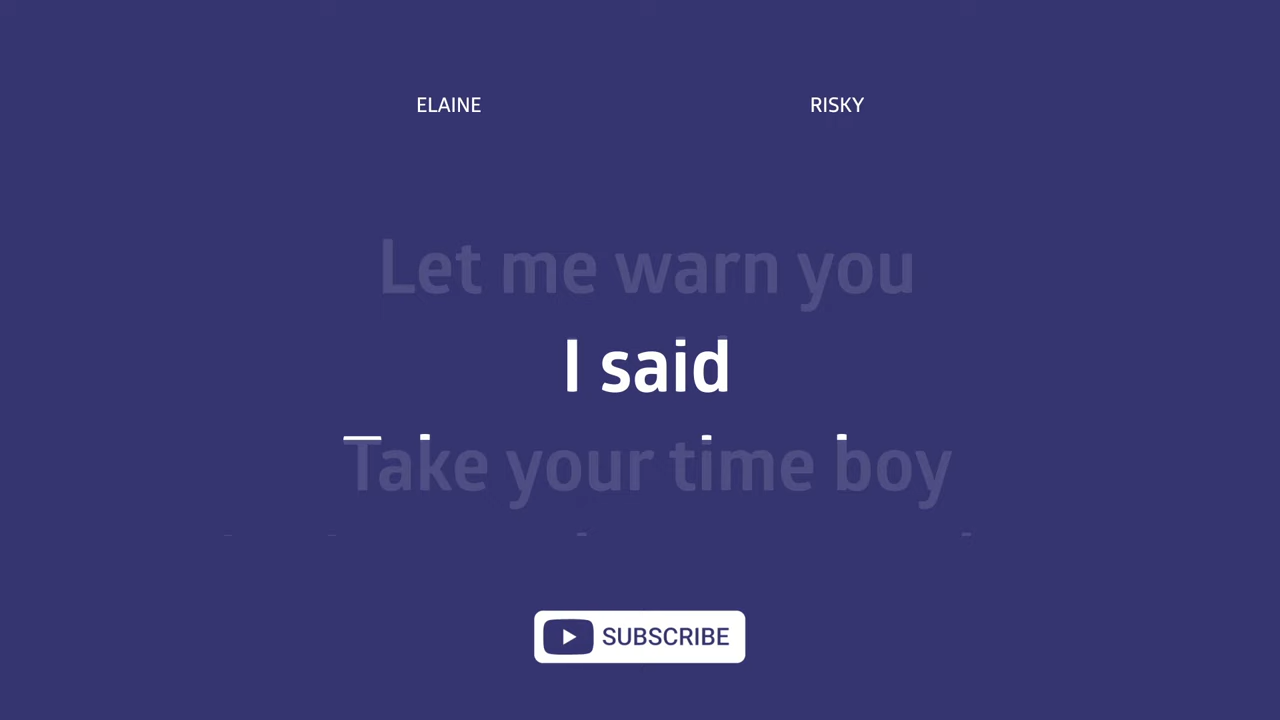 ELAINE RISKY
Let me warn you
I said
Take your time boy
SUBSCRIBE